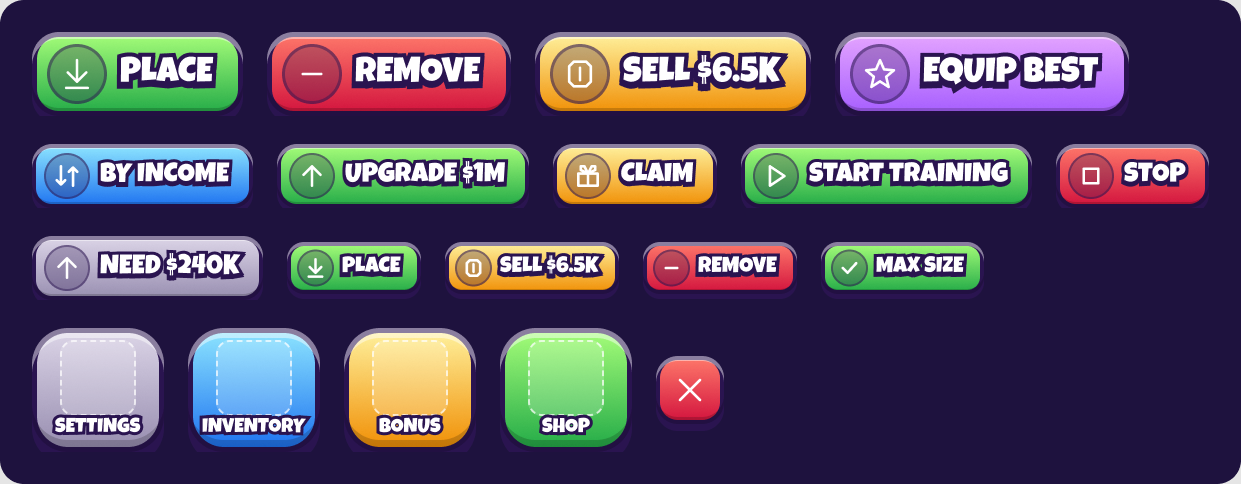 PLACE REMOVE SELL $6.5K EQUIP BEST
BY INCOME UPGRADE $1M CLAIM START TRAINING STOP
NEED $240K PLACE SELL $6.5K REMOVE MAX SIZE
SETTINGS INVENTORY BONUS SHOP